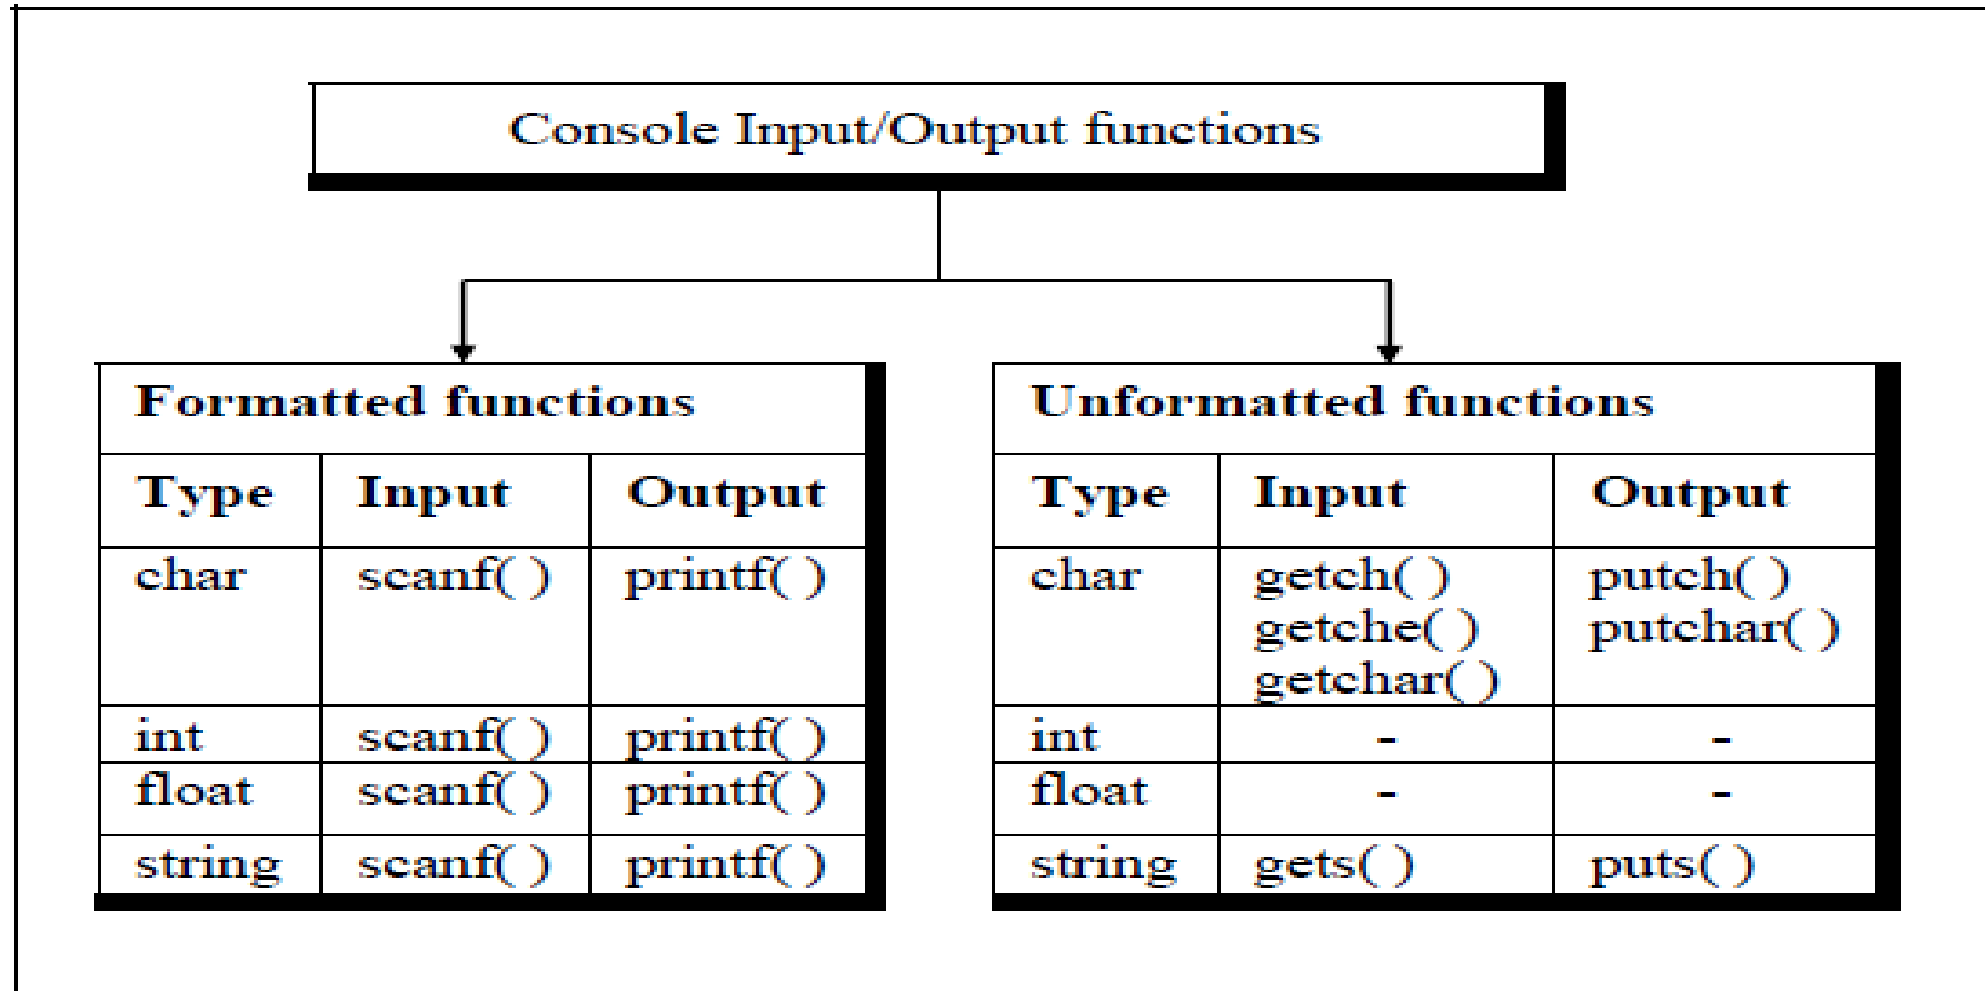 Console Input/Output functions
Formatted functions
Type Input Output
char scanf( ) printf( )
int scanf( ) printf( )
float scanf( ) printf( )
string scanf( ) printf( )
Unformatted functions
Type Input Output
char getch( ) putch( )
getche( ) putchar( )
getchar( )
int - -
float - -
string gets( ) puts( )